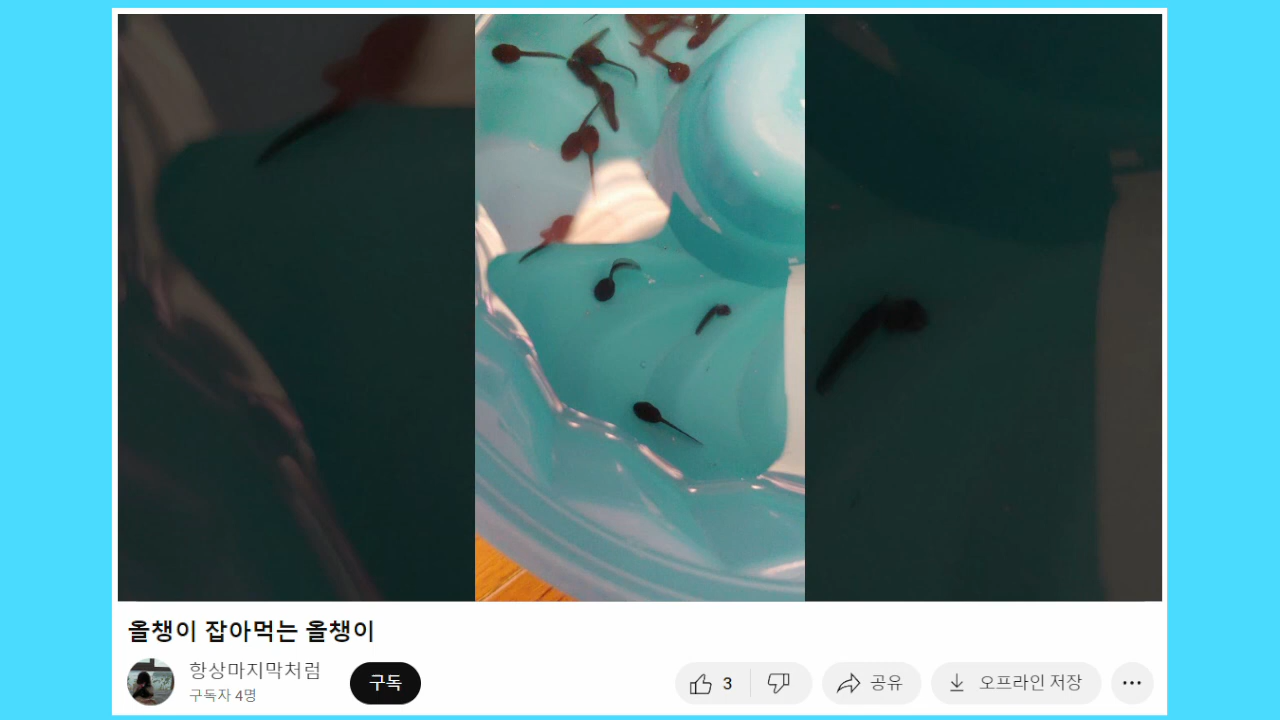 올챙이 잡아먹는 올챙이
항상마지막처럼
구독자 4명
구독
3
공유
오프라인 저장